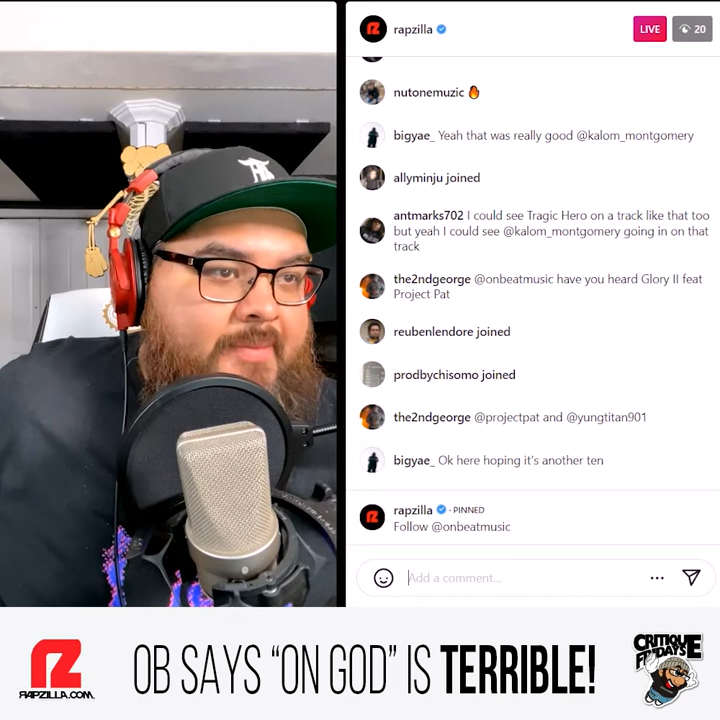 rapzilla
LIVE
20
nutonemuzic 🔥
bigyae_ Yeah that was really good @kalom_montgomery
allyminju joined
antmarks702 I could see Tragic Hero on a track like that too
but yeah I could see @kalom_montgomery going in on that
track
the2ndgeorge @onbeatmusic have you heard Glory II feat
Project Pat
reubenlendore joined
prodbychisomo joined
the2ndgeorge @projectpat and @yungtitan901
bigyae_ Ok here hoping it's another ten
rapzilla · PINNED
Follow @onbeatmusic
Add a comment...
RAPZILLA.COM
OB SAYS “ON GOD” IS TERRIBLE!
CRITIQUE
FRIDAYS